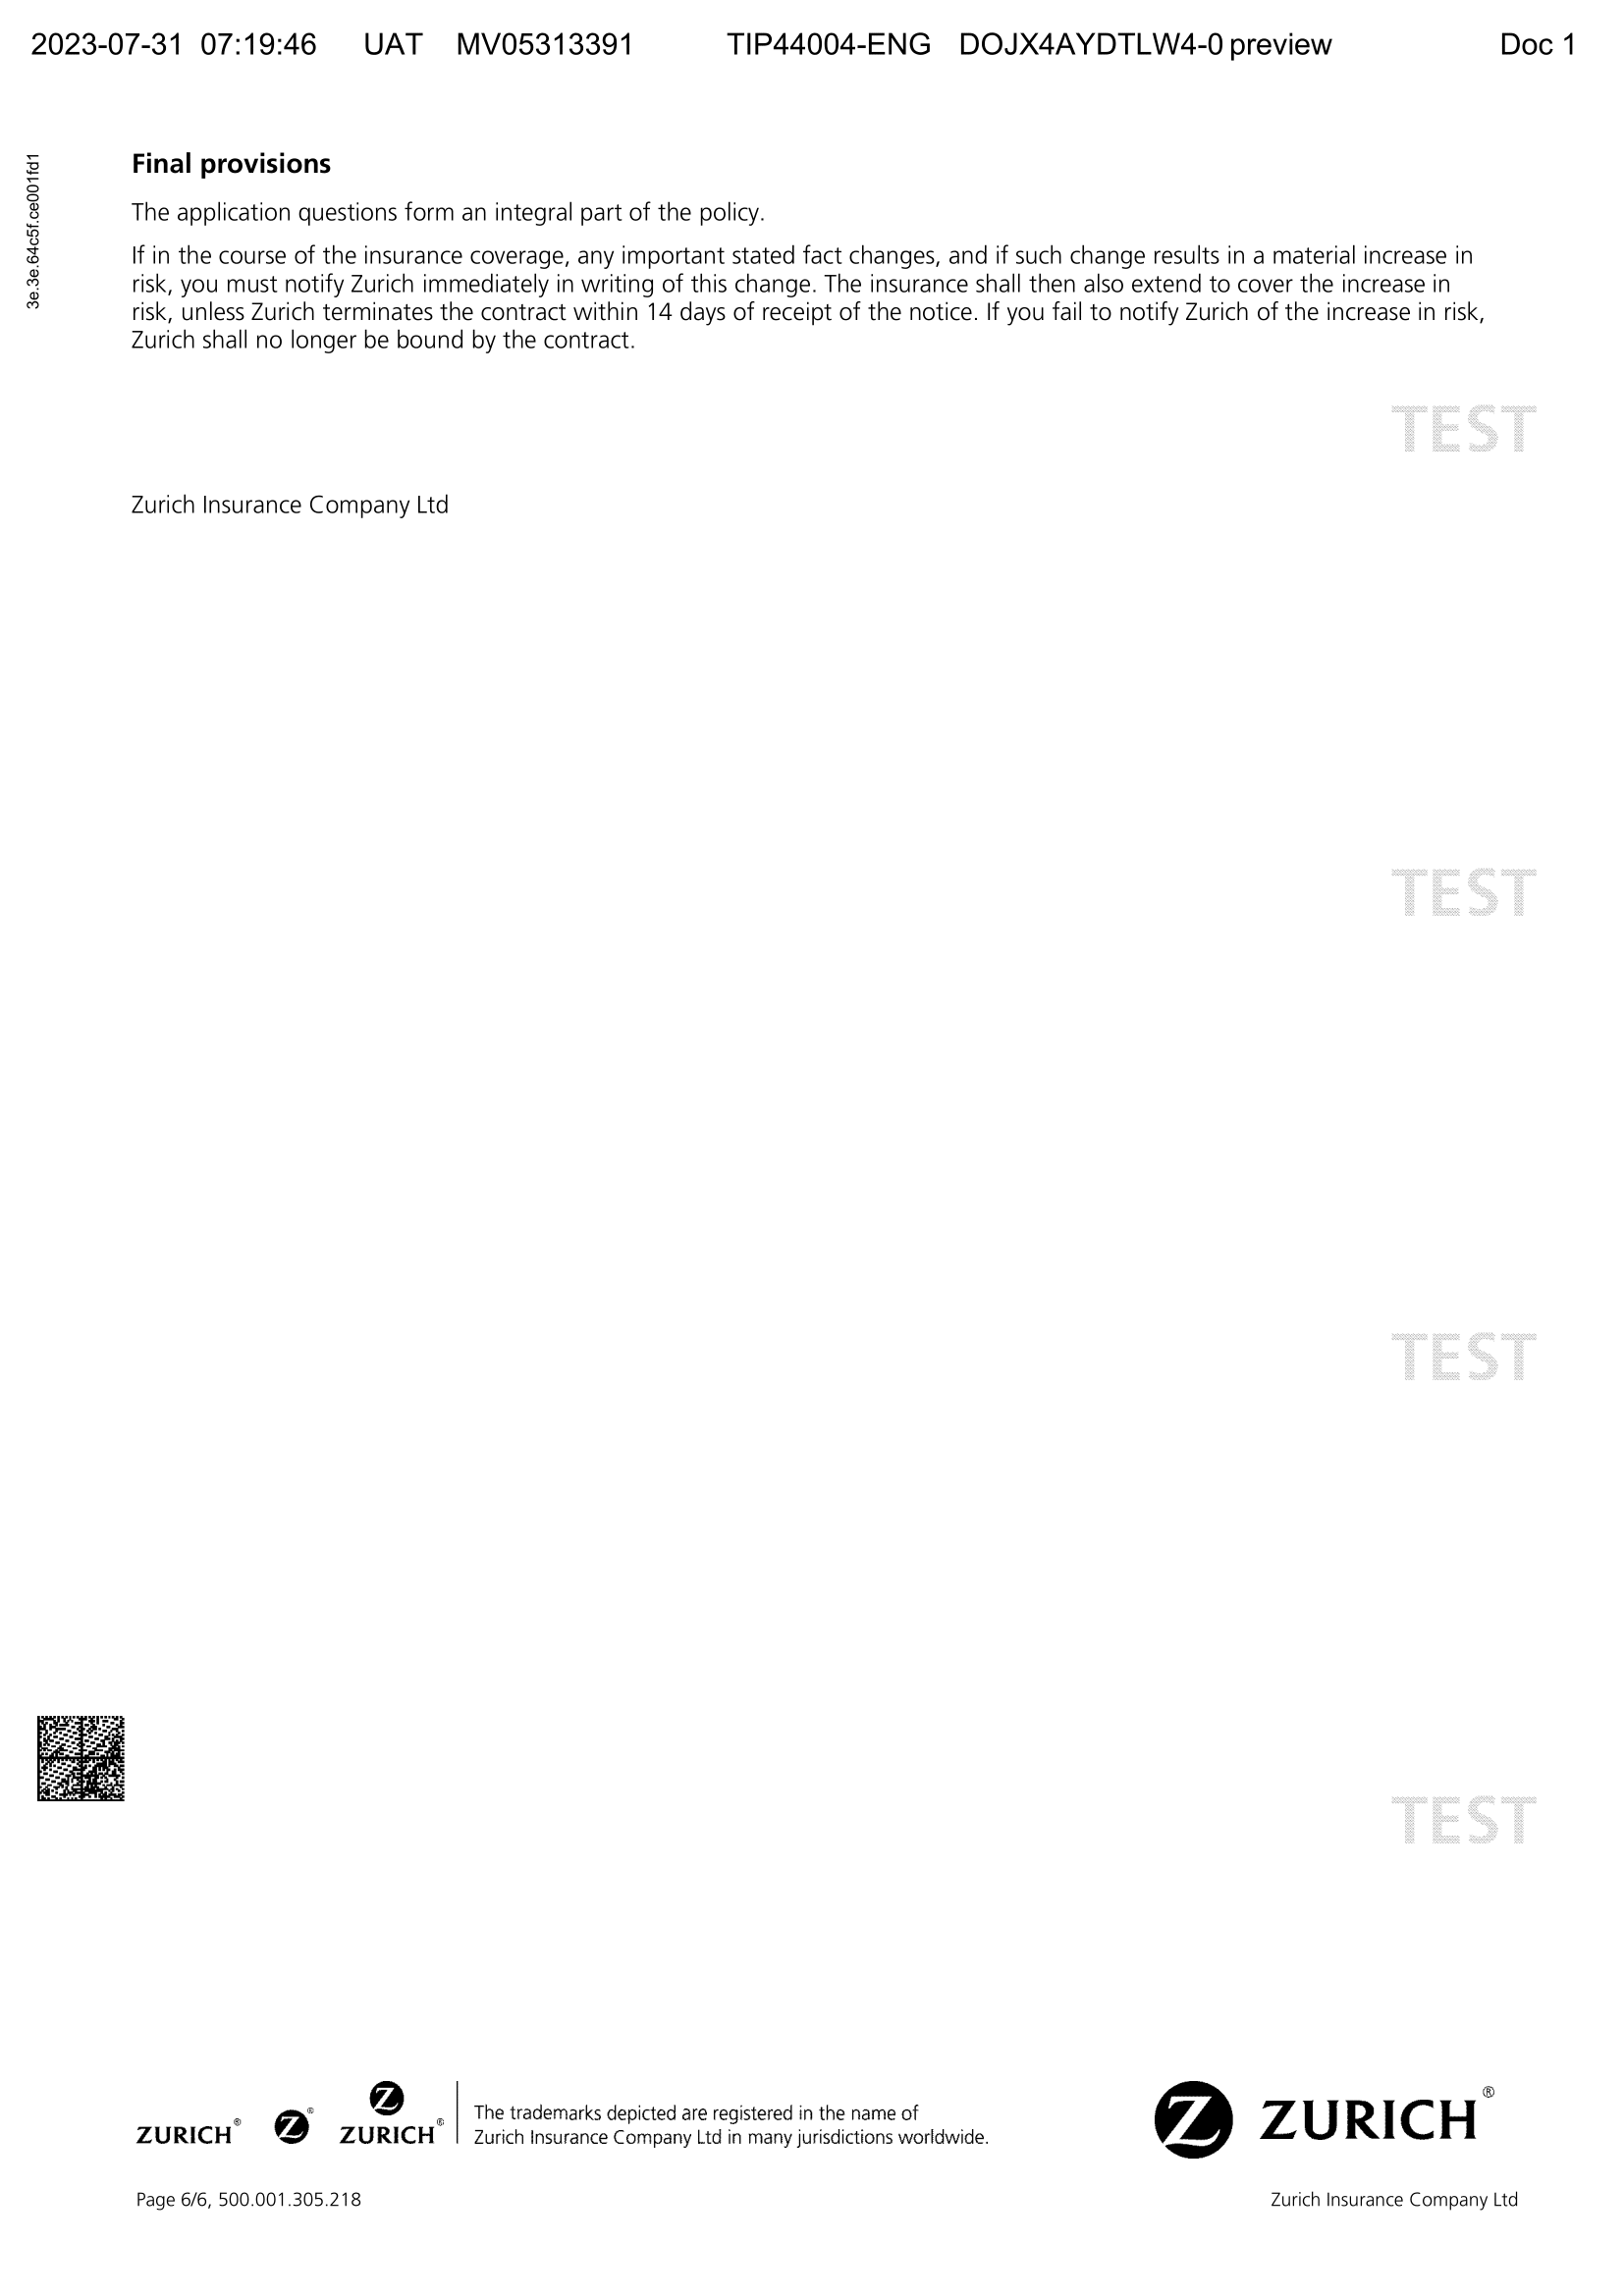 2023-07-31 07:19:46 UAT MV05313391 TIP44004-ENG DOJX4AYDTLW4-0 preview Doc 1
3e.3e.64c5f.ce001fd1
Final provisions
The application questions form an integral part of the policy.
If in the course of the insurance coverage, any important stated fact changes, and if such change results in a material increase in
risk, you must notify Zurich immediately in writing of this change. The insurance shall then also extend to cover the increase in
risk, unless Zurich terminates the contract within 14 days of receipt of the notice. If you fail to notify Zurich of the increase in risk,
Zurich shall no longer be bound by the contract.
TEST
Zurich Insurance Company Ltd
TEST
TEST
TEST
ZURICH® Z® Z ZURICH®
The trademarks depicted are registered in the name of
Zurich Insurance Company Ltd in many jurisdictions worldwide.
Z ZURICH®
Page 6/6, 500.001.305.218
Zurich Insurance Company Ltd